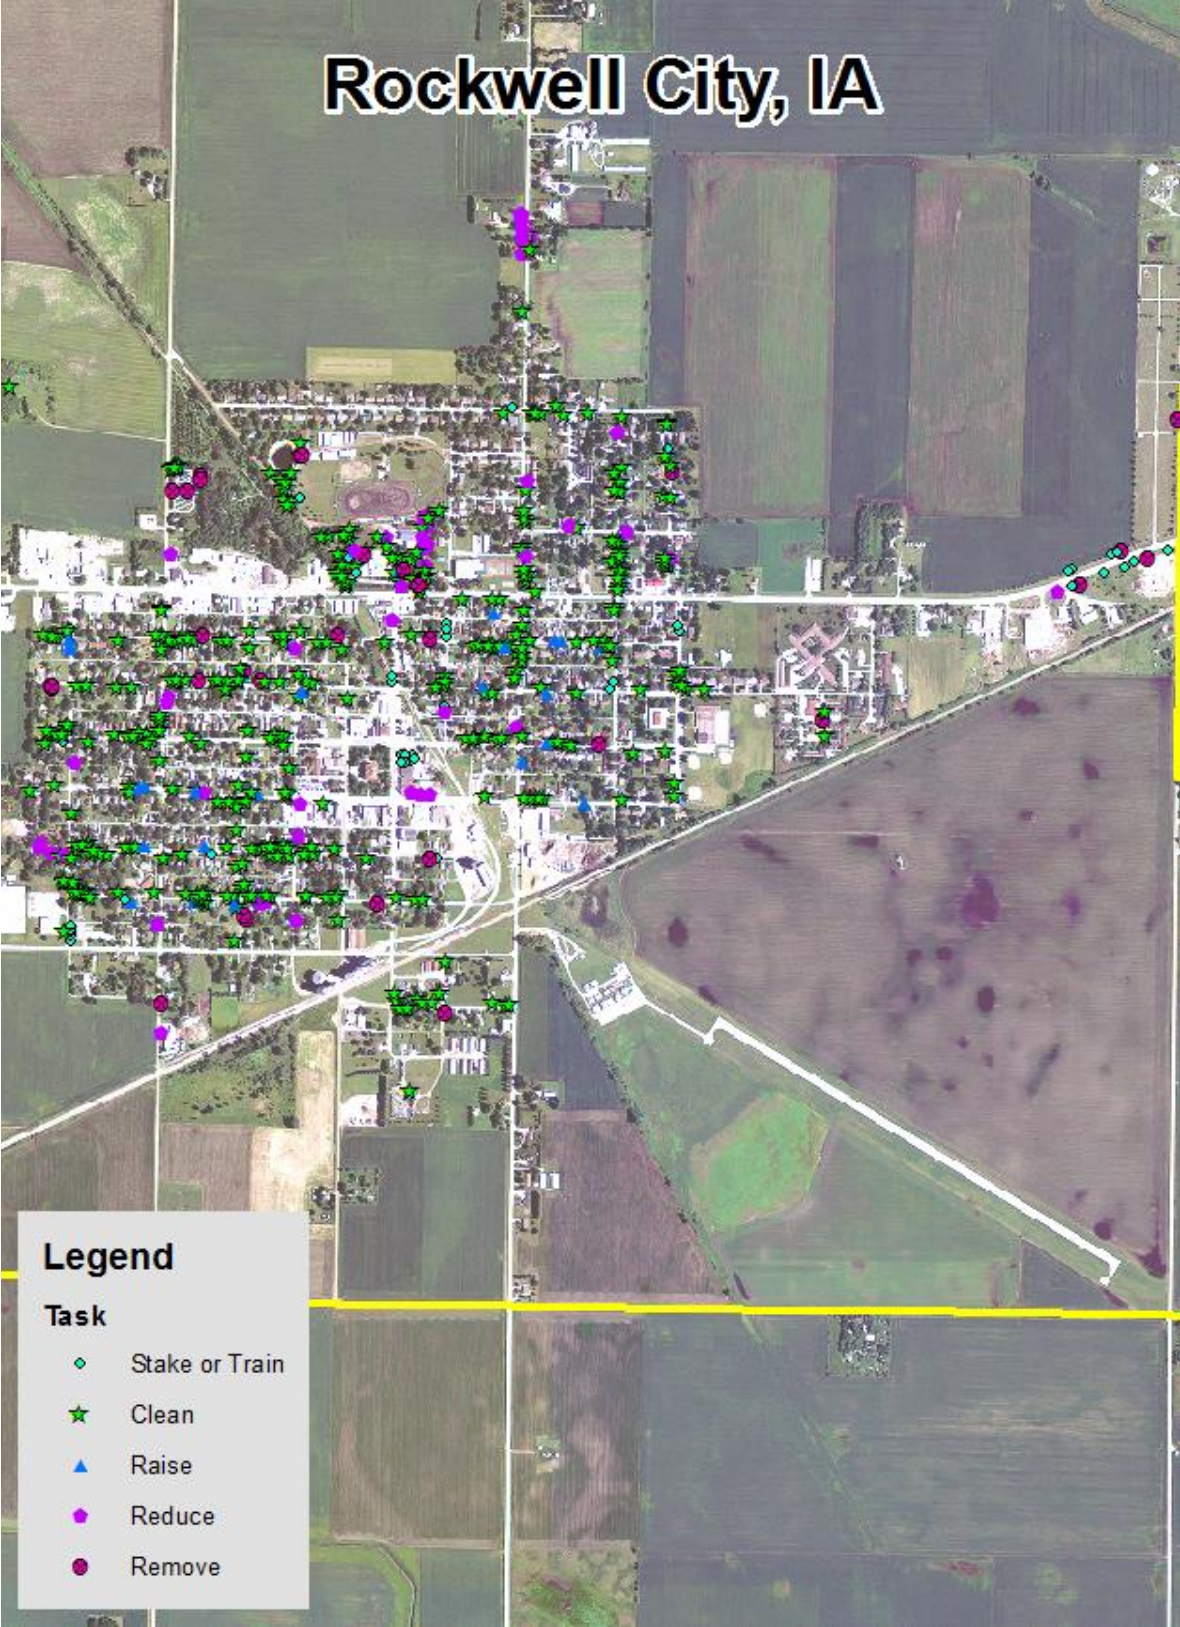 Rockwell City, IA
Legend
Task
Stake or Train
Clean
Raise
Reduce
Remove